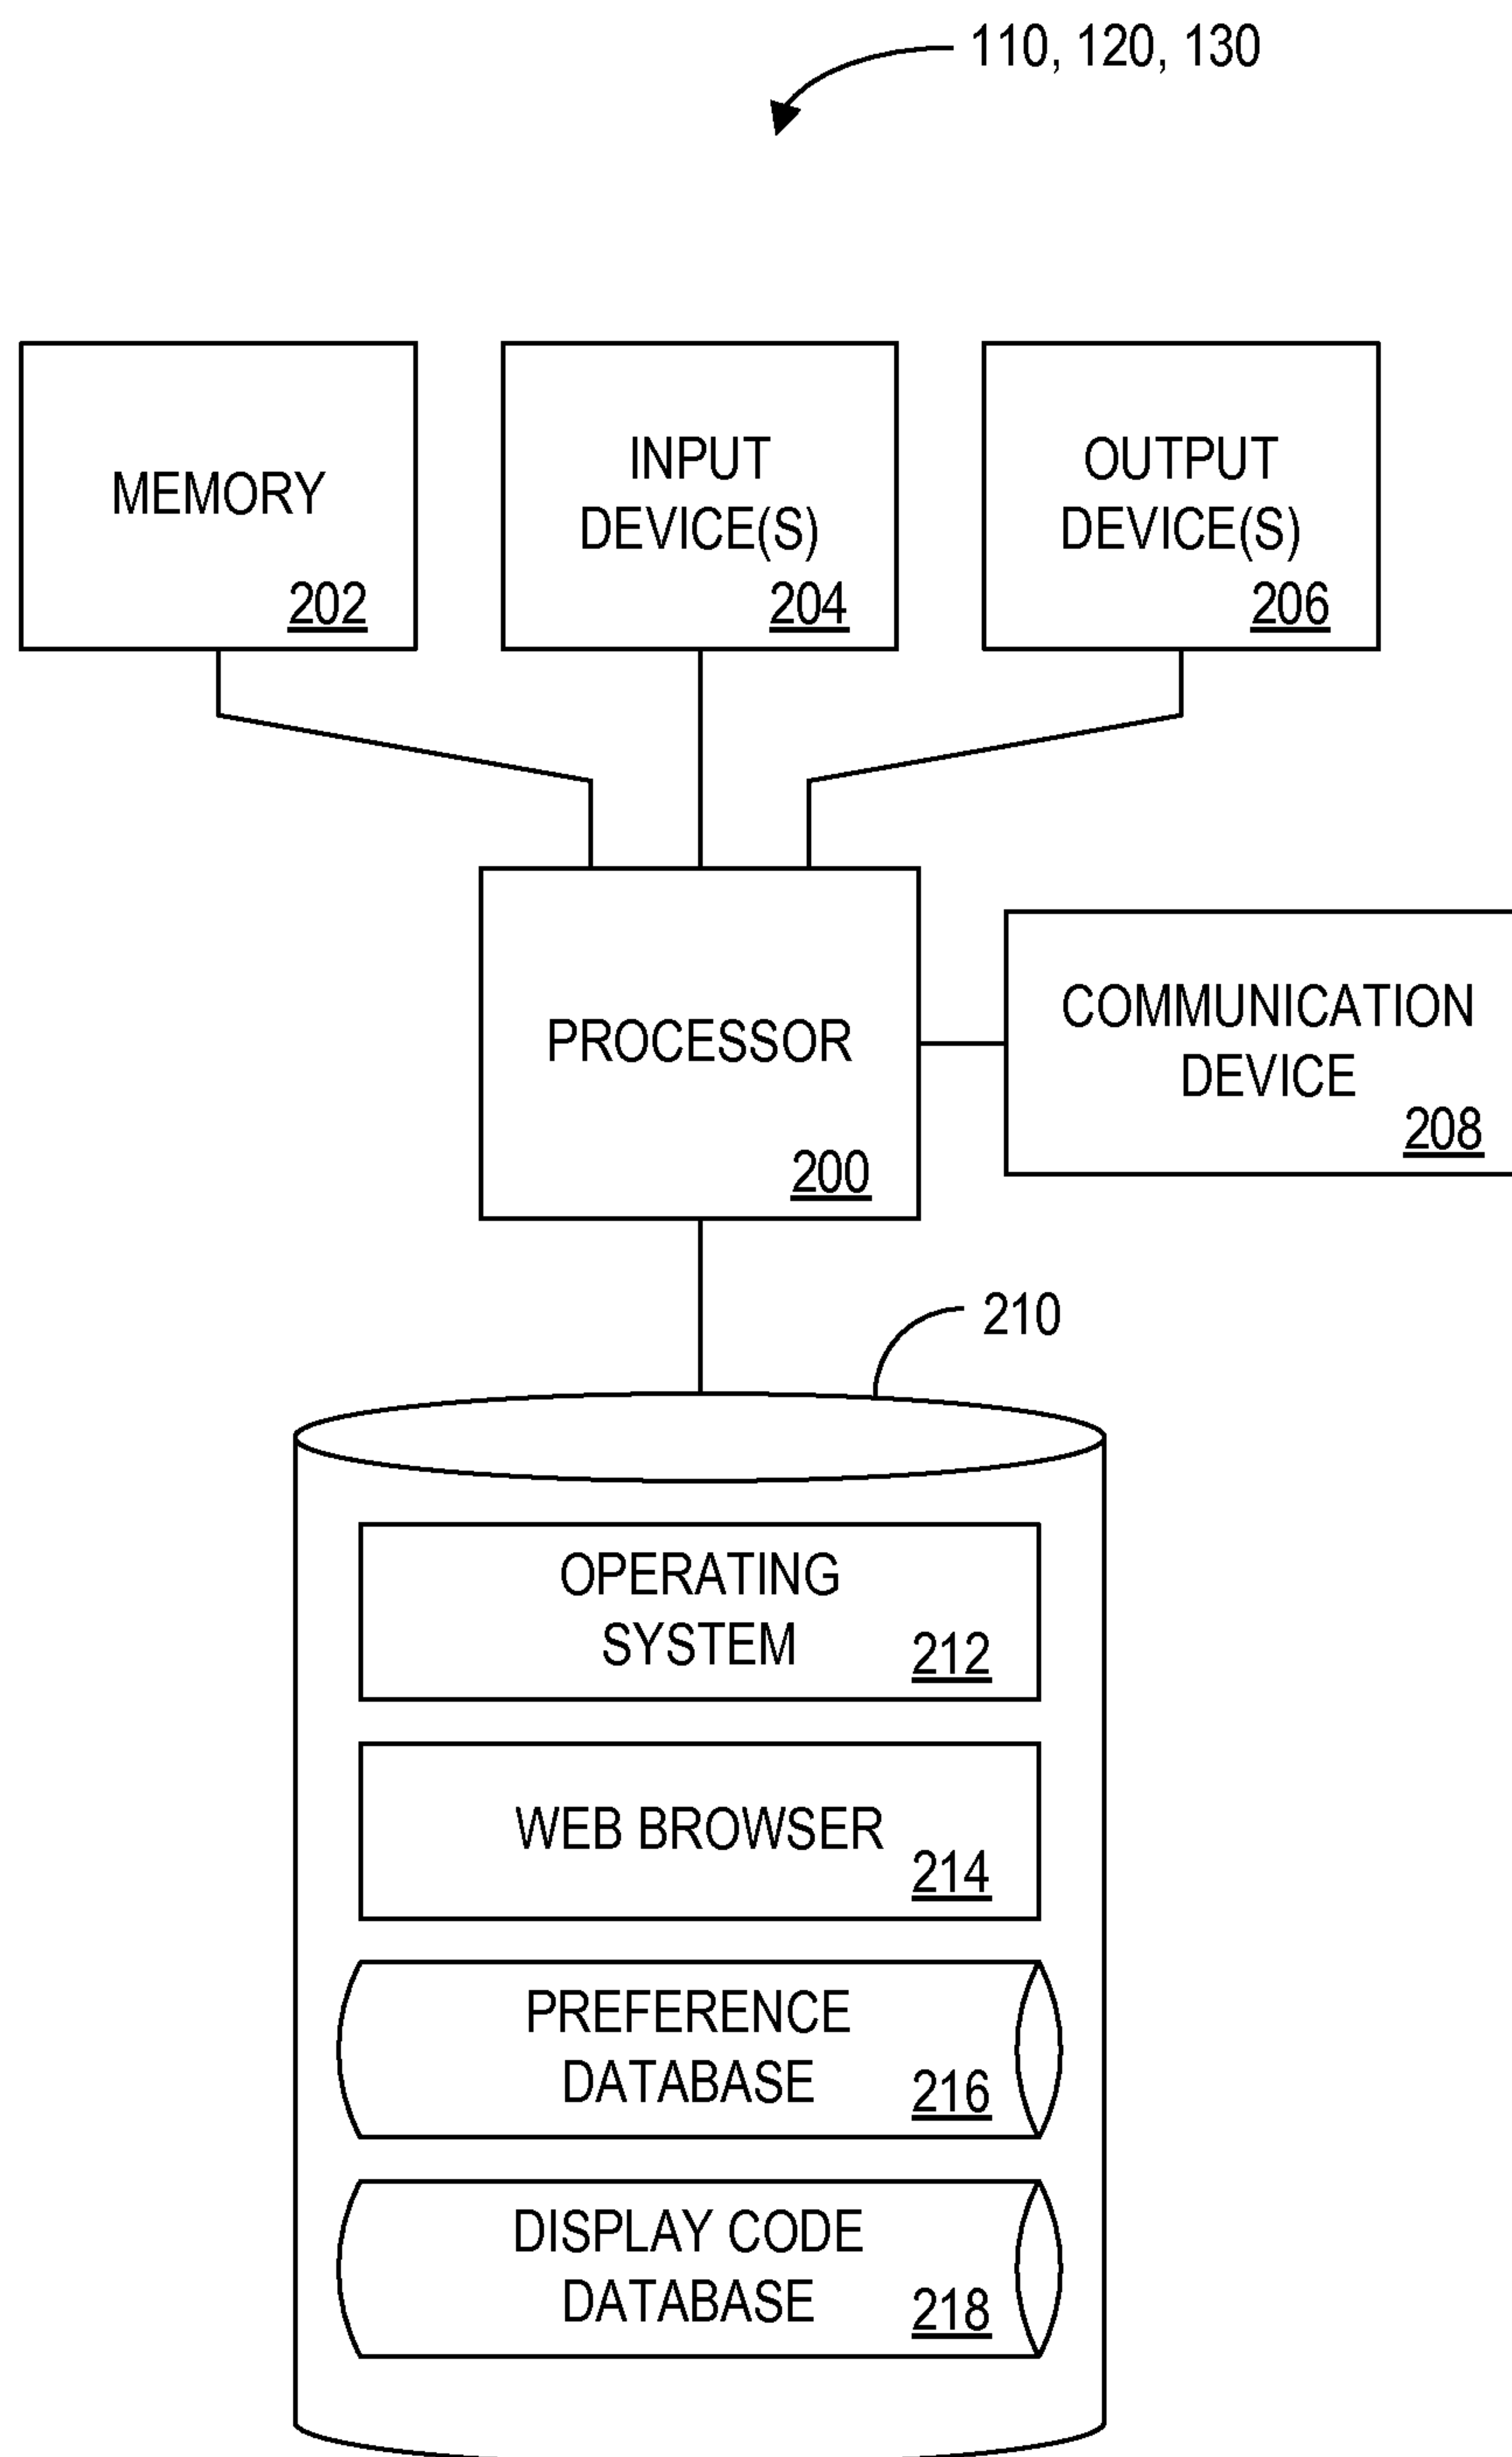 110, 120, 130
MEMORY
202
INPUT
DEVICE(S)
204
OUTPUT
DEVICE(S)
206
PROCESSOR
200
COMMUNICATION
DEVICE
208
210
OPERATING
SYSTEM
212
WEB BROWSER
214
PREFERENCE
DATABASE
216
DISPLAY CODE
DATABASE
218